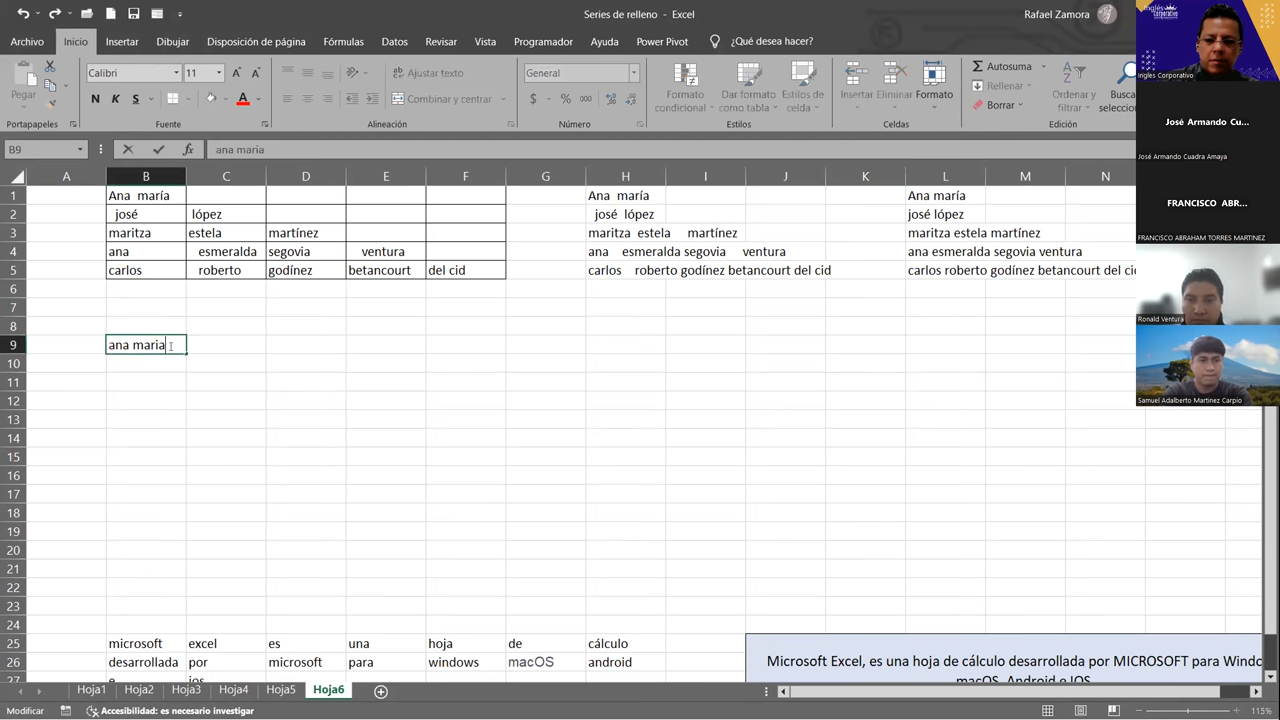 Series de relleno - Excel
Rafael Zamora
Archivo Inicio Insertar Dibujar Disposición de página Fórmulas Datos Revisar Vista Programador Ayuda Power Pivot ¿Qué desea hacer?
Pegar
Calibri 11
N K S
Ajustar texto
Combinar y centrar
General
$ % 000
Formato condicional
Dar formato como tabla
Estilos de celda
Insertar Eliminar Formato
Autosuma
Rellenar
Borrar
Ordenar y filtrar
Buscar
selecci
Portapapeles Fuente Alineación Número Estilos Celdas Edición
B9 fx ana maria
A B C D E F G H I J K L M N
1 Ana maría Ana maría Ana maría
2 josé lópez josé lópez josé lópez
3 maritza estela martínez maritza estela martínez maritza estela martínez
4 ana esmeralda segovia ventura ana esmeralda segovia ventura ana esmeralda segovia ventura
5 carlos roberto godínez betancourt del cid carlos roberto godínez betancourt del cid carlos roberto godínez betancourt del cid
6
7
8
9 ana maria
10
11
12
13
14
15
16
17
18
19
20
21
22
23
24
25 microsoft excel es una hoja de cálculo
26 desarrollada por microsoft para windows macOS android
27 e ios
Microsoft Excel, es una hoja de cálculo desarrollada por MICROSOFT para Windo
macOS, Android e IOS
Hoja1 Hoja2 Hoja3 Hoja4 Hoja5 Hoja6
Modificar Accesibilidad: es necesario investigar
115%
Inglés corporativo
Ingles Corporativo
José Armando Cu...
José Armando Cuadra Amaya
FRANCISCO ABR...
FRANCISCO ABRAHAM TORRES MARTINEZ
Ronald Ventura
Samuel Adalberto Martinez Carpio